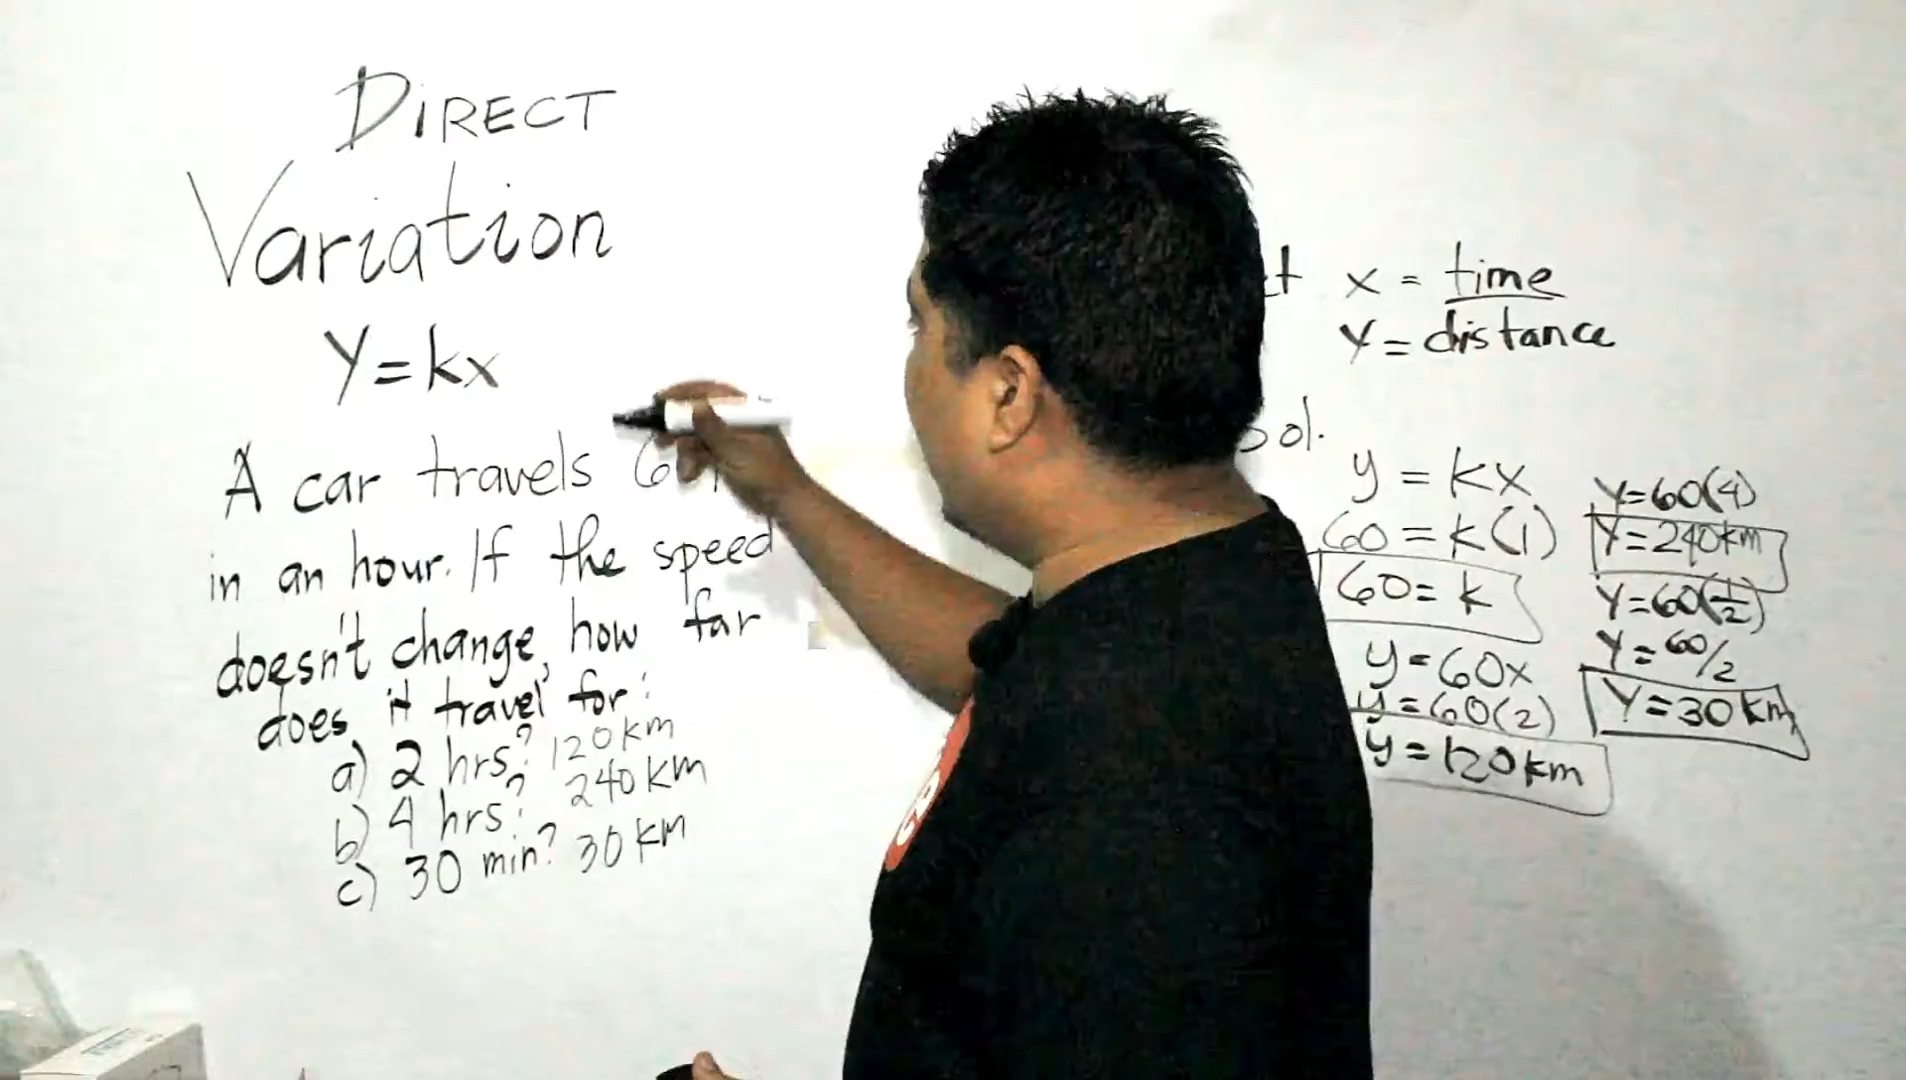 DIRECT
Variation
Y=kx
A car travels
in an hour. If the speed
doesn't change, how far
does it travel for:
a) 2 hrs? 120km
b) 4 hrs? 240km
c) 30 min? 30km
x = time
Y = distance
Sol.
y = kx
60 = k(1)
60 = k
y = 60x
y = 60(2)
y = 120km
Y=60(4)
Y=240km
Y=60(1/2)
Y=60/2
Y=30km